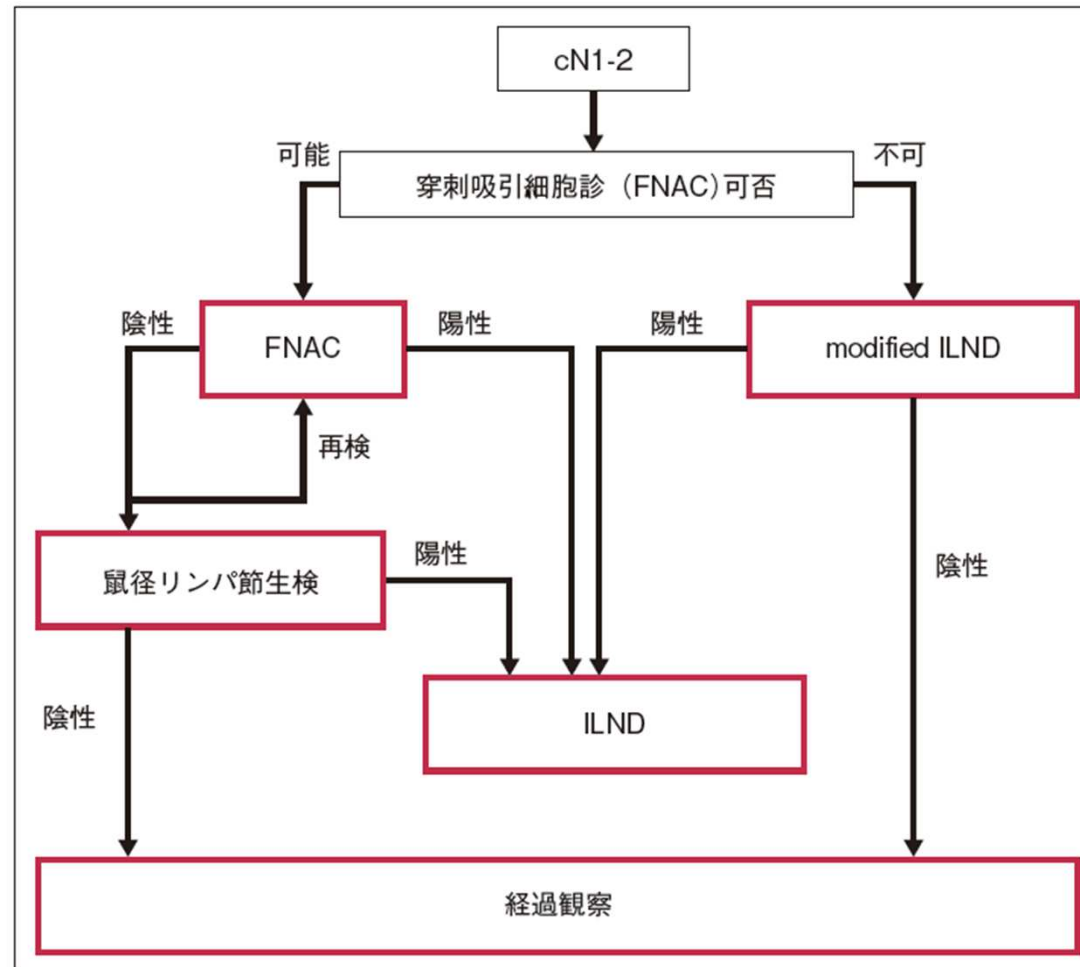 cN1-2
可能
不可
穿刺吸引細胞診（FNAC）可否
陰性
FNAC
陽性
陽性
modified ILND
再検
鼠径リンパ節生検
陽性
陰性
陰性
ILND
経過観察